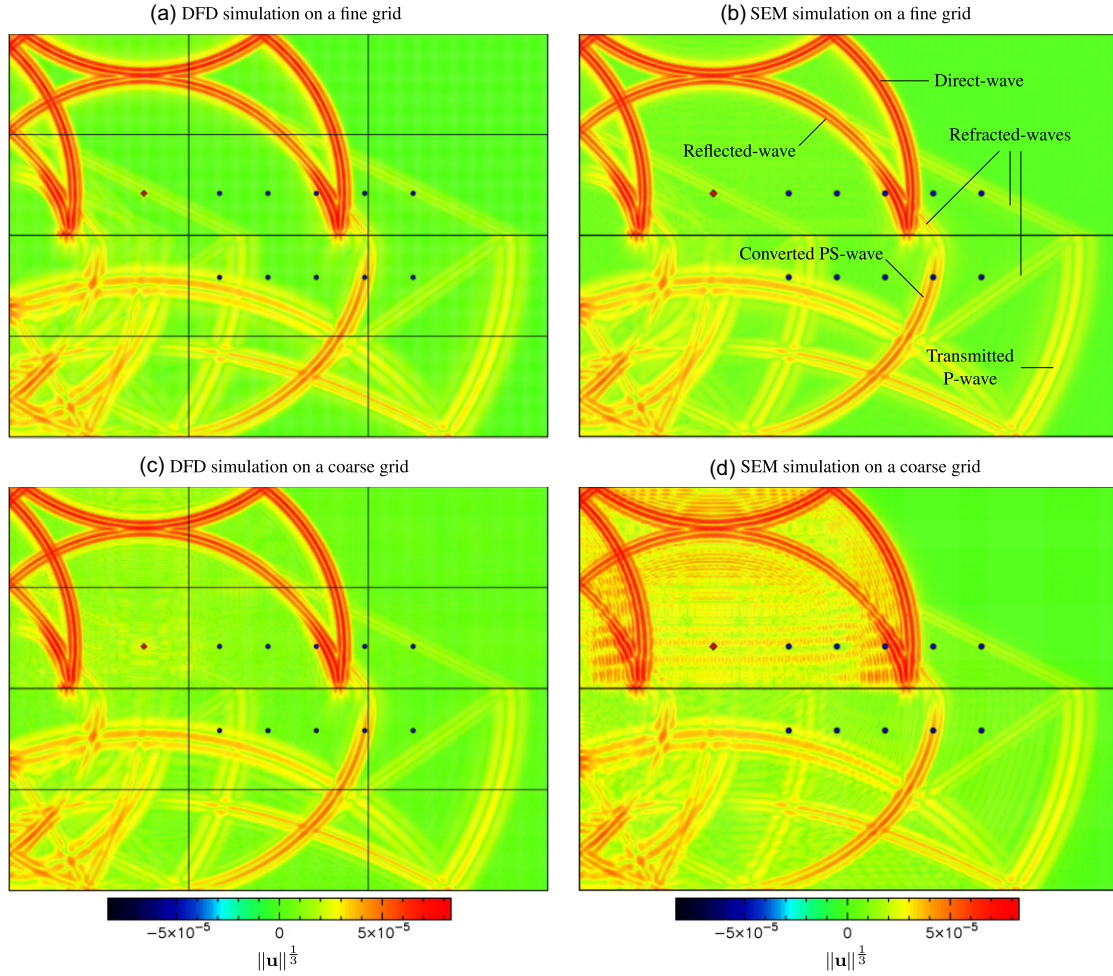 (a) DFD simulation on a fine grid
(b) SEM simulation on a fine grid
Direct-wave
Refracted-waves
Reflected-wave
Converted PS-wave
Transmitted
P-wave
(c) DFD simulation on a coarse grid
(d) SEM simulation on a coarse grid
−5×10⁻⁵ 0 5×10⁻⁵
‖u‖^{1/3}
−5×10⁻⁵ 0 5×10⁻⁵
‖u‖^{1/3}